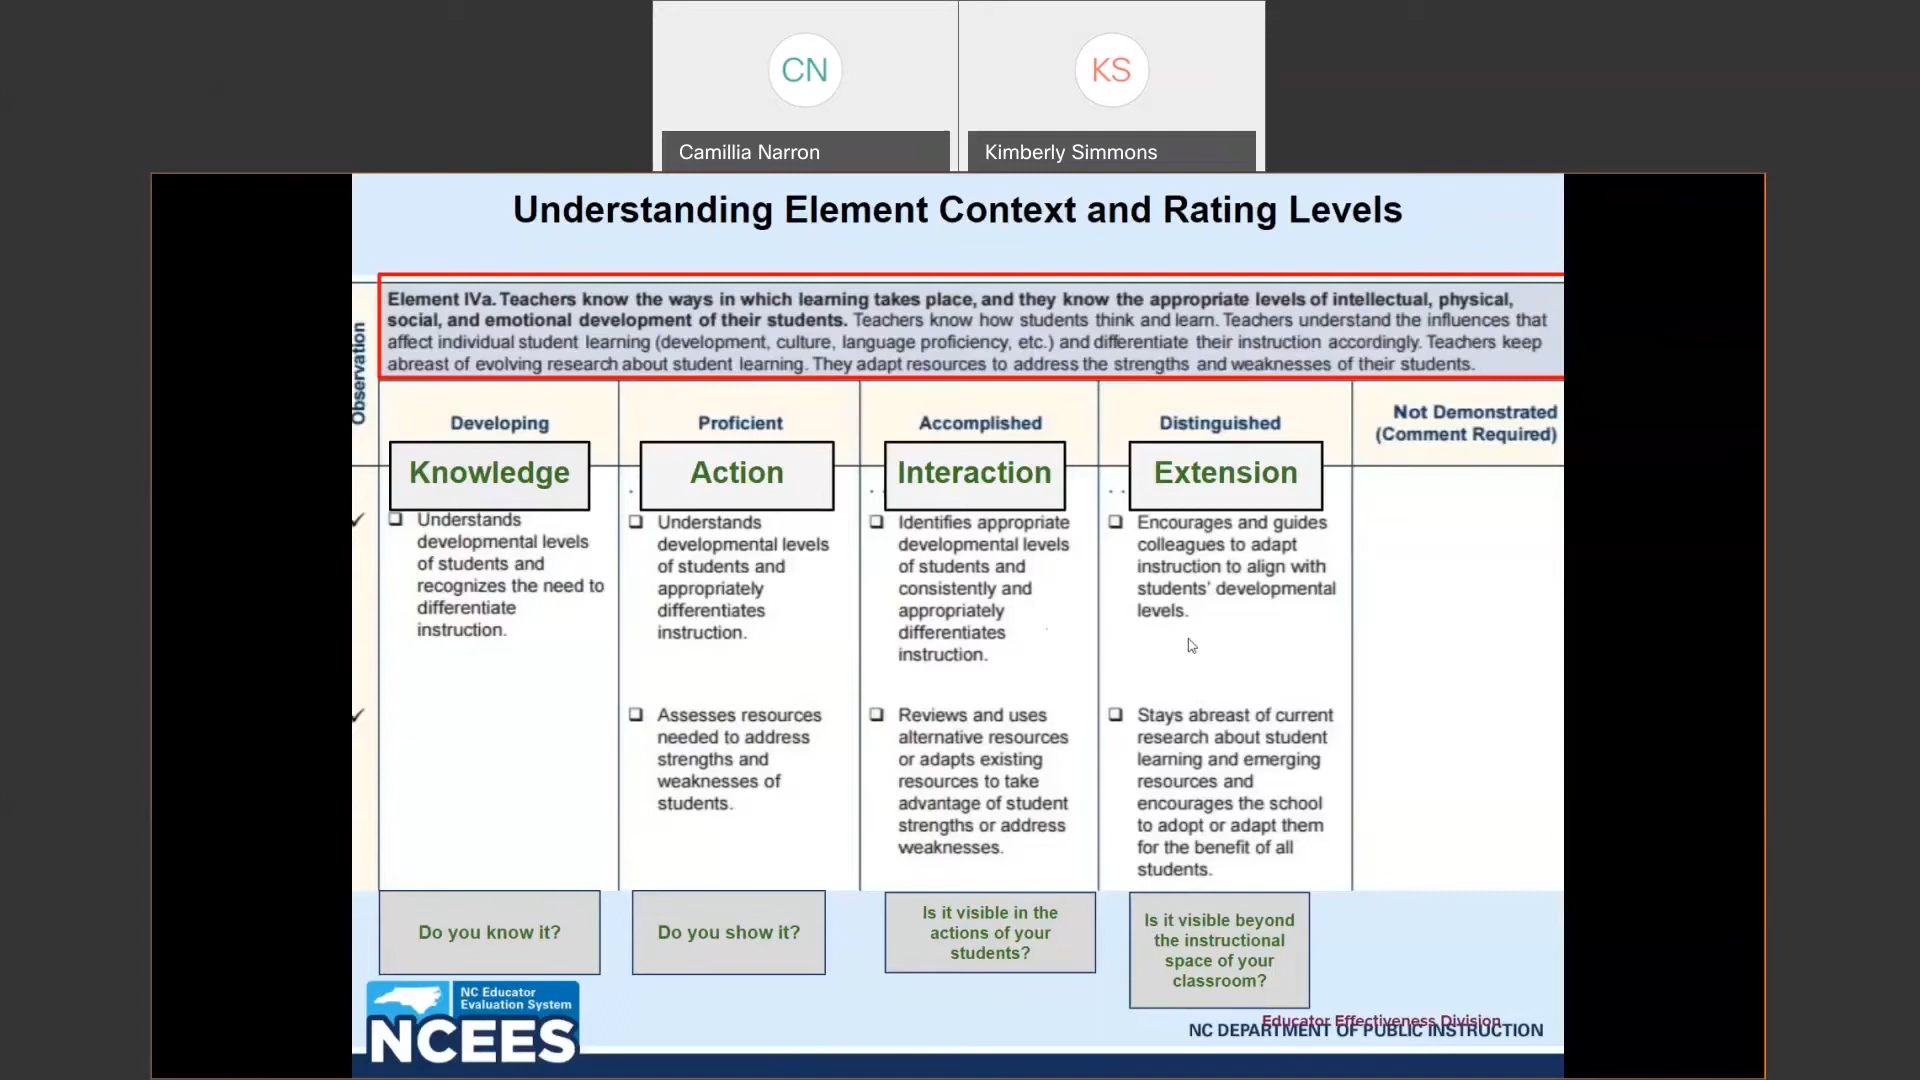 CN
KS
Camillia Narron
Kimberly Simmons
Understanding Element Context and Rating Levels
Observation
Element IVa. Teachers know the ways in which learning takes place, and they know the appropriate levels of intellectual, physical,
social, and emotional development of their students. Teachers know how students think and learn. Teachers understand the influences that
affect individual student learning (development, culture, language proficiency, etc.) and differentiate their instruction accordingly. Teachers keep
abreast of evolving research about student learning. They adapt resources to address the strengths and weaknesses of their students.
Developing
Proficient
Accomplished
Distinguished
Not Demonstrated
(Comment Required)
Knowledge
Action
Interaction
Extension
. . .
. .
✓
❑ Understands
developmental levels
of students and
recognizes the need to
differentiate
instruction.
❑ Understands
developmental levels
of students and
appropriately
differentiates
instruction.
❑ Identifies appropriate
developmental levels
of students and
consistently and
appropriately
differentiates
instruction.
❑ Encourages and guides
colleagues to adapt
instruction to align with
students' developmental
levels.
✓
❑ Assesses resources
needed to address
strengths and
weaknesses of
students.
❑ Reviews and uses
alternative resources
or adapts existing
resources to take
advantage of student
strengths or address
weaknesses.
❑ Stays abreast of current
research about student
learning and emerging
resources and
encourages the school
to adopt or adapt them
for the benefit of all
students.
Do you know it?
Do you show it?
Is it visible in the
actions of your
students?
Is it visible beyond
the instructional
space of your
classroom?
NC Educator
Evaluation System
NCEES
Educator Effectiveness Division
NC DEPARTMENT OF PUBLIC INSTRUCTION